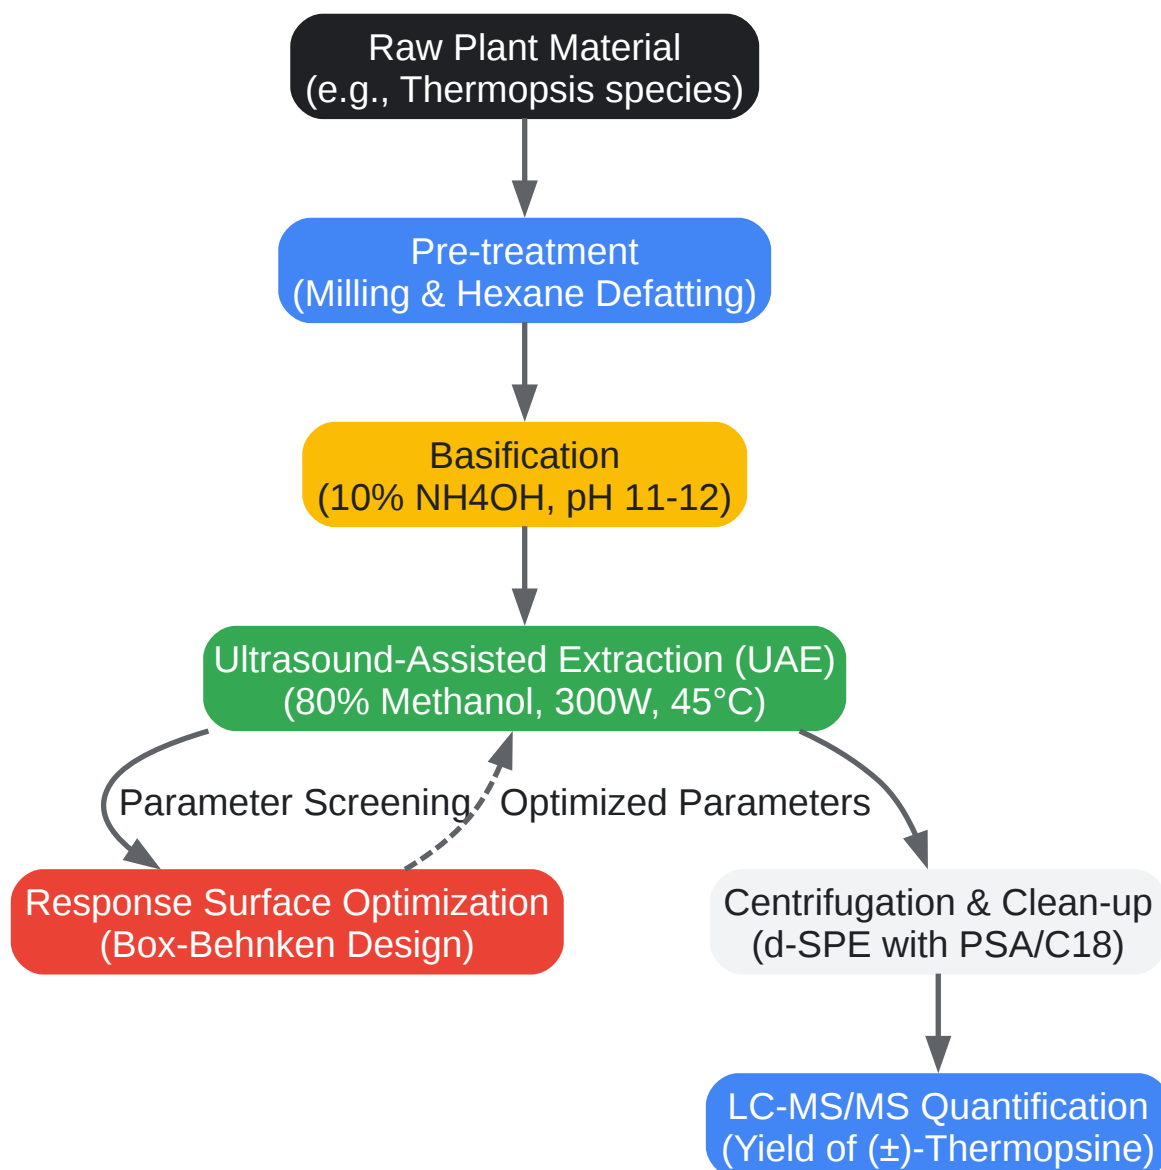 Raw Plant Material
(e.g., Thermopsis species)
Pre-treatment
(Milling & Hexane Defatting)
Basification
(10% NH4OH, pH 11-12)
Ultrasound-Assisted Extraction (UAE)
(80% Methanol, 300W, 45°C)
Parameter Screening
Optimized Parameters
Response Surface Optimization
(Box-Behnken Design)
Centrifugation & Clean-up
(d-SPE with PSA/C18)
LC-MS/MS Quantification
(Yield of (±)-Thermopsine)